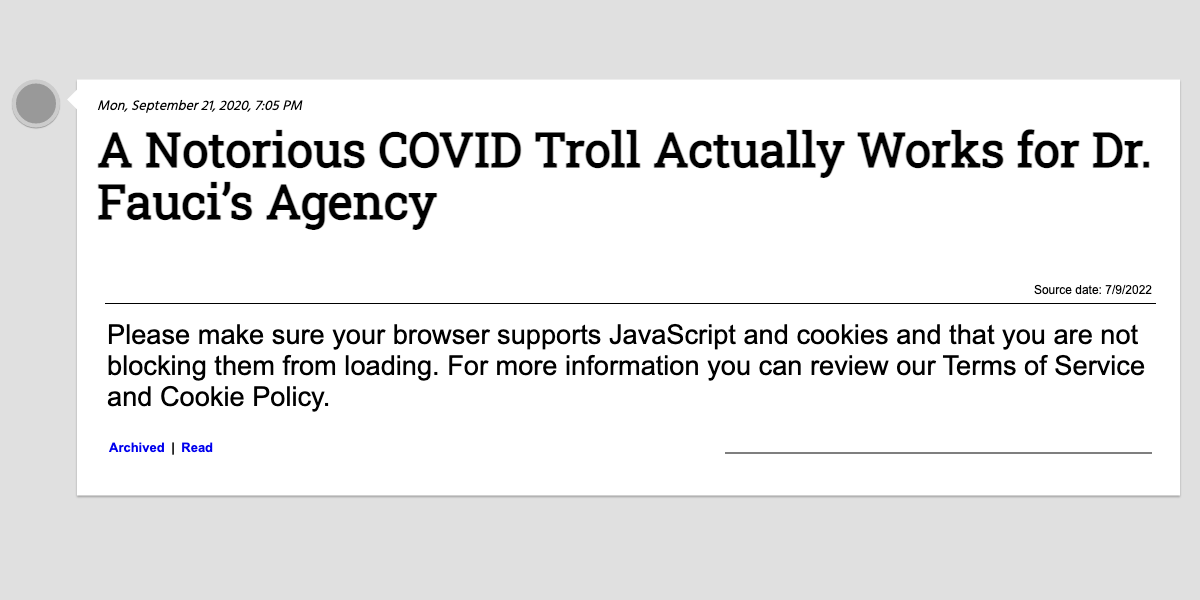 Mon, September 21, 2020, 7:05 PM
A Notorious COVID Troll Actually Works for Dr.
Fauci’s Agency
Source date: 7/9/2022
Please make sure your browser supports JavaScript and cookies and that you are not
blocking them from loading. For more information you can review our Terms of Service
and Cookie Policy.
Archived | Read